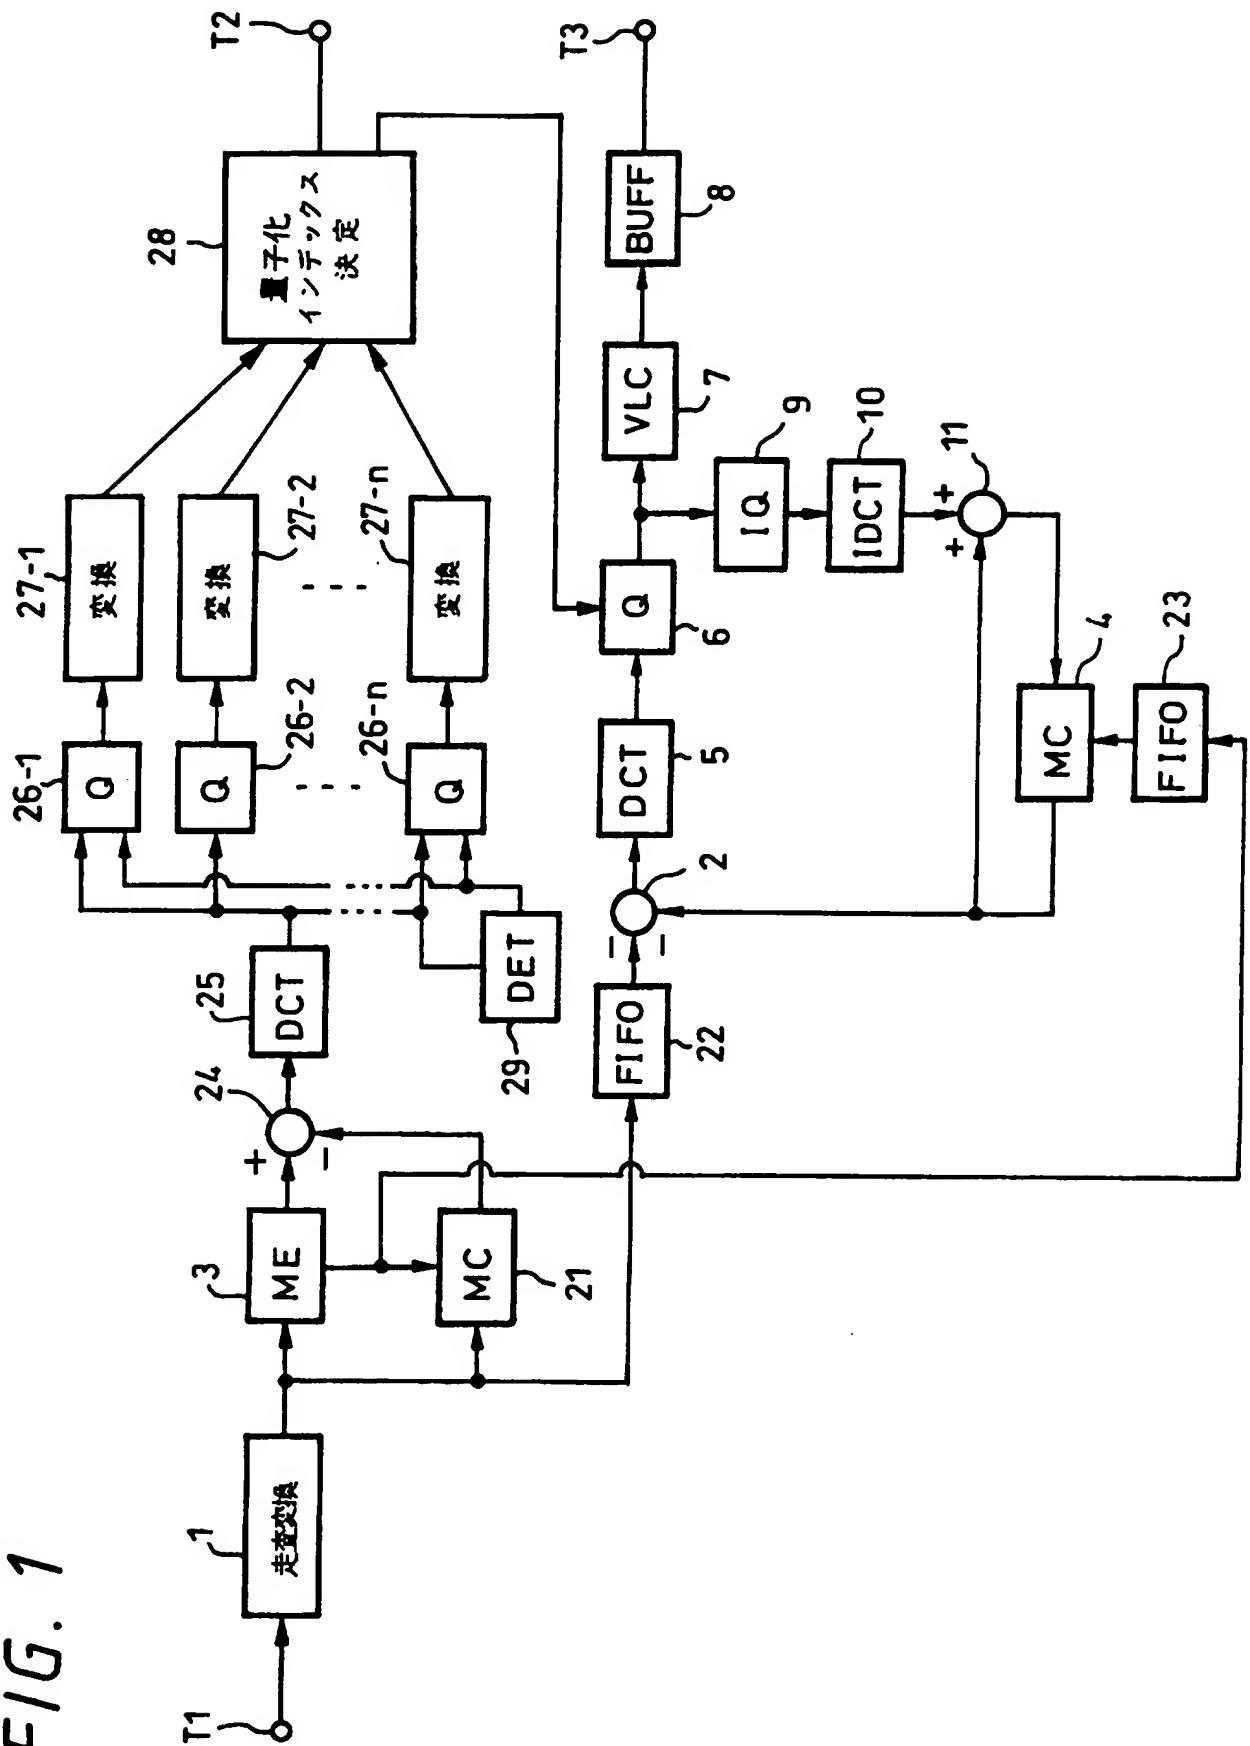 FIG. 1
T1
1
走査変換
3
ME
MC
21
24
+
−
25
DCT
DET
29
26-1
Q
Q
26-2
26-n
Q
27-1
変換
変換
27-2
27-n
変換
28
量子化
インデックス
決定
T2
FIFO
22
−
−
2
DCT
5
Q
6
VLC
7
BUFF
8
T3
IQ
9
IDCT
10
+
+
11
MC
4
FIFO
23